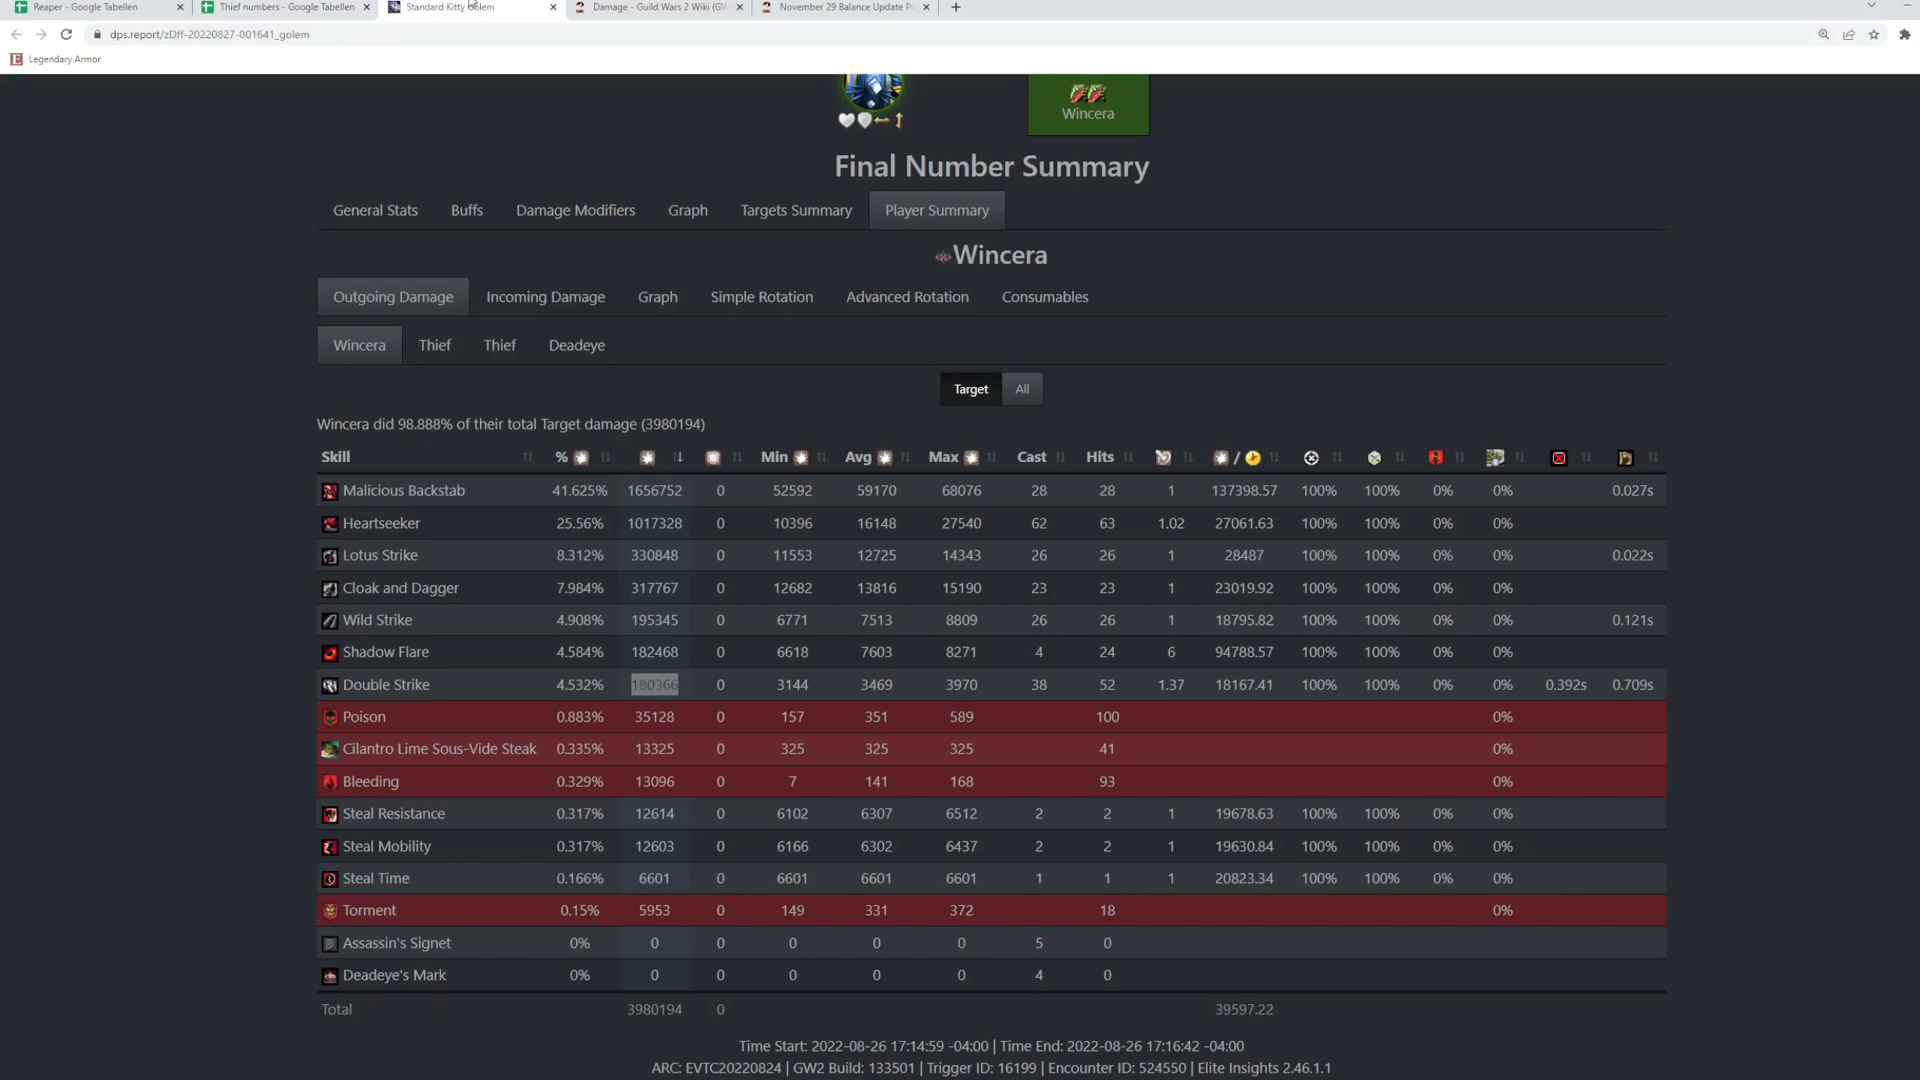 Reaper - Google Tabellen
Thief numbers - Google Tabellen
Standard Kitty Golem
Damage - Guild Wars 2 Wiki (GW
November 29 Balance Update P
dps.report/zDff-20220827-001641_golem
Legendary Armor
Wincera
Final Number Summary
General Stats Buffs Damage Modifiers Graph Targets Summary Player Summary
Wincera
Outgoing Damage Incoming Damage Graph Simple Rotation Advanced Rotation Consumables
Wincera Thief Thief Deadeye
Target All
Wincera did 98.888% of their total Target damage (3980194)
Skill % Min Avg Max Cast Hits /
Malicious Backstab 41.625% 1656752 0 52592 59170 68076 28 28 1 137398.57 100% 100% 0% 0% 0.027s
Heartseeker 25.56% 1017328 0 10396 16148 27540 62 63 1.02 27061.63 100% 100% 0% 0%
Lotus Strike 8.312% 330848 0 11553 12725 14343 26 26 1 28487 100% 100% 0% 0% 0.022s
Cloak and Dagger 7.984% 317767 0 12682 13816 15190 23 23 1 23019.92 100% 100% 0% 0%
Wild Strike 4.908% 195345 0 6771 7513 8809 26 26 1 18795.82 100% 100% 0% 0% 0.121s
Shadow Flare 4.584% 182468 0 6618 7603 8271 4 24 6 94788.57 100% 100% 0% 0%
Double Strike 4.532% 180366 0 3144 3469 3970 38 52 1.37 18167.41 100% 100% 0% 0% 0.392s 0.709s
Poison 0.883% 35128 0 157 351 589 100 0%
Cilantro Lime Sous-Vide Steak 0.335% 13325 0 325 325 325 41 0%
Bleeding 0.329% 13096 0 7 141 168 93 0%
Steal Resistance 0.317% 12614 0 6102 6307 6512 2 2 1 19678.63 100% 100% 0% 0%
Steal Mobility 0.317% 12603 0 6166 6302 6437 2 2 1 19630.84 100% 100% 0% 0%
Steal Time 0.166% 6601 0 6601 6601 6601 1 1 1 20823.34 100% 100% 0% 0%
Torment 0.15% 5953 0 149 331 372 18 0%
Assassin's Signet 0% 0 0 0 0 0 5 0
Deadeye's Mark 0% 0 0 0 0 0 4 0
Total 3980194 0 39597.22
Time Start: 2022-08-26 17:14:59 -04:00 | Time End: 2022-08-26 17:16:42 -04:00
ARC: EVTC20220824 | GW2 Build: 133501 | Trigger ID: 16199 | Encounter ID: 524550 | Elite Insights 2.46.1.1